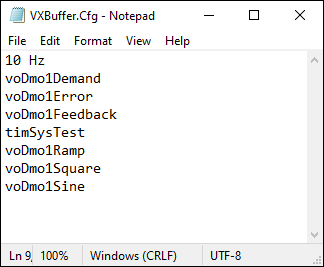 VXBuffer.Cfg - Notepad
File Edit Format View Help
10 Hz
voDmo1Demand
voDmo1Error
voDmo1Feedback
timSysTest
voDmo1Ramp
voDmo1Square
voDmo1Sine
Ln 9, 100% Windows (CRLF) UTF-8